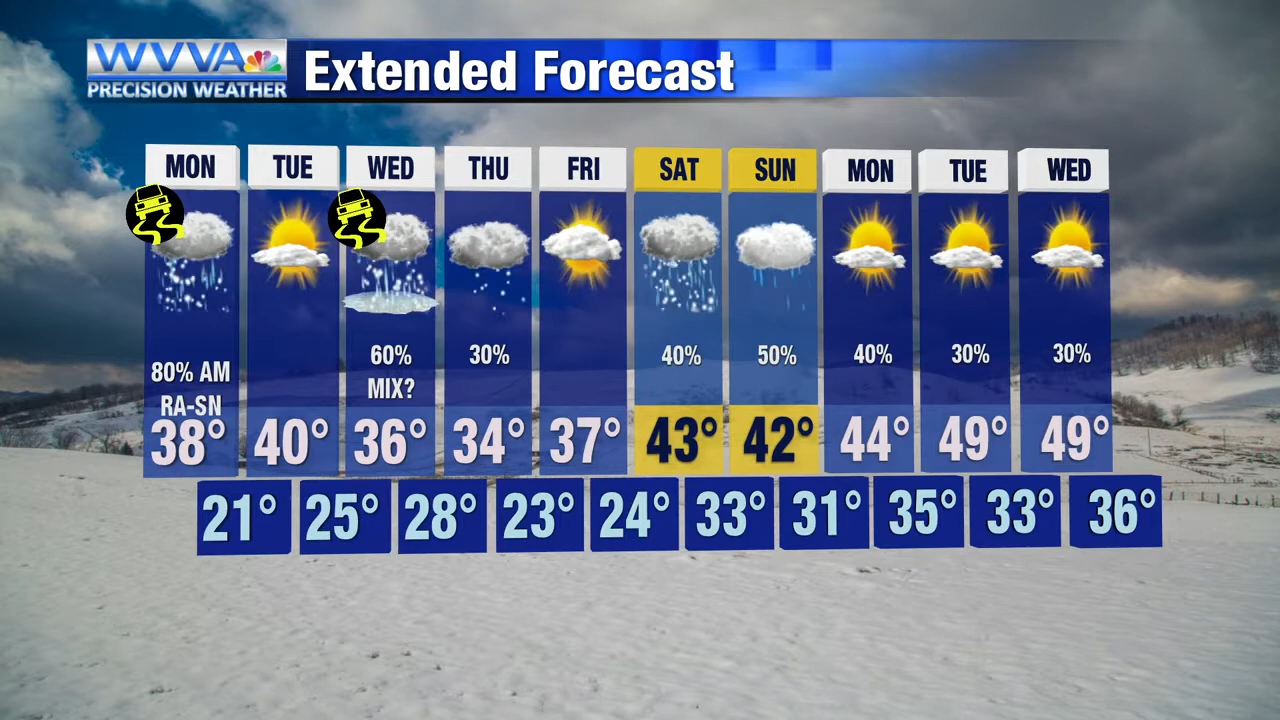 WVVA
PRECISION WEATHER
Extended Forecast
MON TUE WED THU FRI SAT SUN MON TUE WED
60% 30% 40% 50% 40% 30% 30%
80% AM MIX?
RA-SN
38° 40° 36° 34° 37° 43° 42° 44° 49° 49°
21° 25° 28° 23° 24° 33° 31° 35° 33° 36°